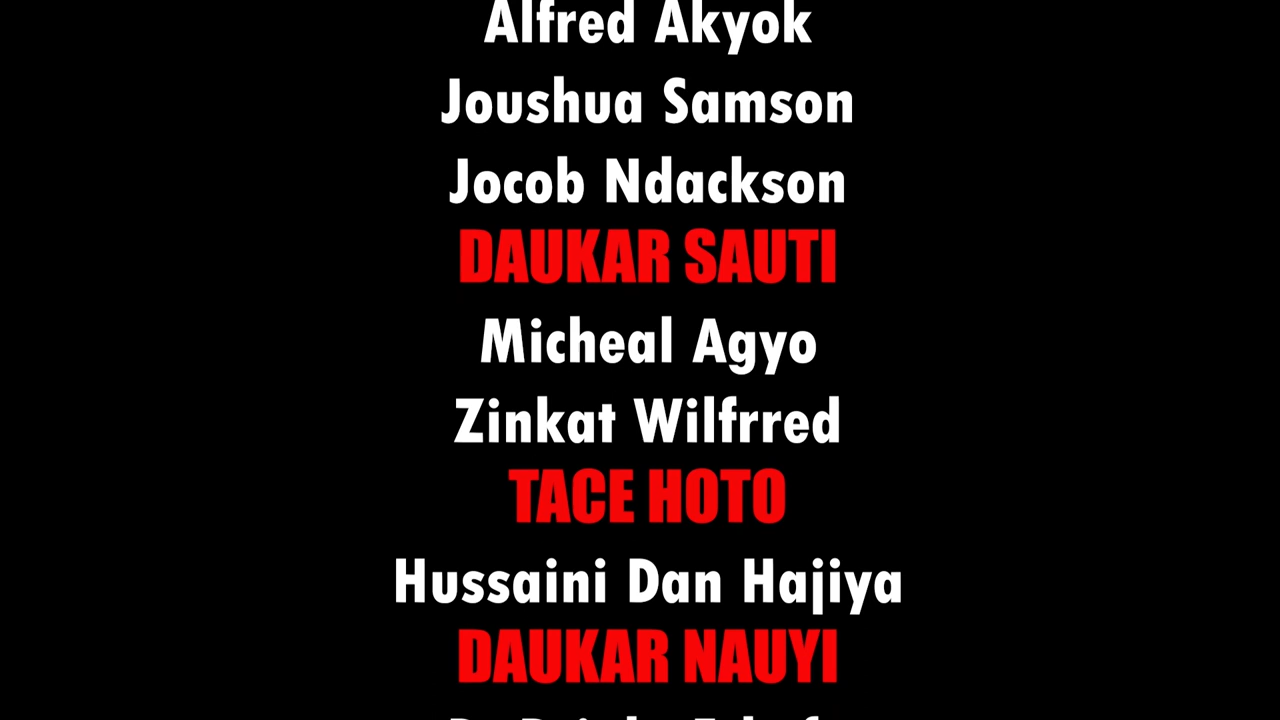 Alfred Akyok
Joushua Samson
Jocob Ndackson
DAUKAR SAUTI
Micheal Agyo
Zinkat Wilfrred
TACE HOTO
Hussaini Dan Hajiya
DAUKAR NAUYI